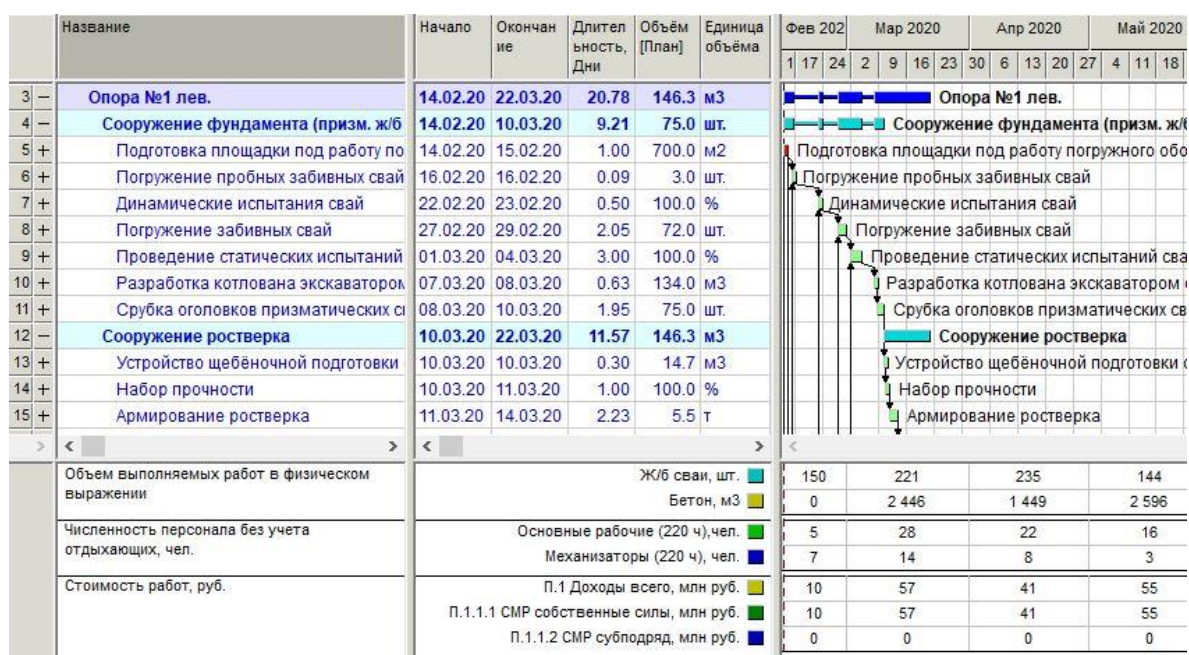 Название Начало Окончан ие Длител ьность, Дни Объём [План] Единица объёма Фев 202 Мар 2020 Апр 2020 Май 2020
1 17 24 2 9 16 23 30 6 13 20 27 4 11 18
3 − Опора №1 лев. 14.02.20 22.03.20 20.78 146.3 м3 Опора №1 лев.
4 − Сооружение фундамента (призм. ж/б 14.02.20 10.03.20 9.21 75.0 шт. Сооружение фундамента (призм. ж/б
5 + Подготовка площадки под работу по 14.02.20 15.02.20 1.00 700.0 м2 Подготовка площадки под работу погружного обо
6 + Погружение пробных забивных свай 16.02.20 16.02.20 0.09 3.0 шт. Погружение пробных забивных свай
7 + Динамические испытания свай 22.02.20 23.02.20 0.50 100.0 % Динамические испытания свай
8 + Погружение забивных свай 27.02.20 29.02.20 2.05 72.0 шт. Погружение забивных свай
9 + Проведение статических испытаний 01.03.20 04.03.20 3.00 100.0 % Проведение статических испытаний сва
10 + Разработка котлована экскаватором 07.03.20 08.03.20 0.63 134.0 м3 Разработка котлована экскаватором
11 + Срубка оголовков призматических с 08.03.20 10.03.20 1.95 75.0 шт. Срубка оголовков призматических св
12 − Сооружение ростверка 10.03.20 22.03.20 11.57 146.3 м3 Сооружение ростверка
13 + Устройство щебёночной подготовки 10.03.20 10.03.20 0.30 14.7 м3 Устройство щебёночной подготовки
14 + Набор прочности 10.03.20 11.03.20 1.00 100.0 % Набор прочности
15 + Армирование ростверка 11.03.20 14.03.20 2.23 5.5 т Армирование ростверка
Объем выполняемых работ в физическом выражении Ж/б сваи, шт. 150 221 235 144
Бетон, м3 0 2 446 1 449 2 596
Численность персонала без учета отдыхающих, чел. Основные рабочие (220 ч),чел. 5 28 22 16
Механизаторы (220 ч), чел. 7 14 8 3
Стоимость работ, руб. П.1 Доходы всего, млн руб. 10 57 41 55
П.1.1.1 СМР собственные силы, млн руб. 10 57 41 55
П.1.1.2 СМР субподряд, млн руб. 0 0 0 0